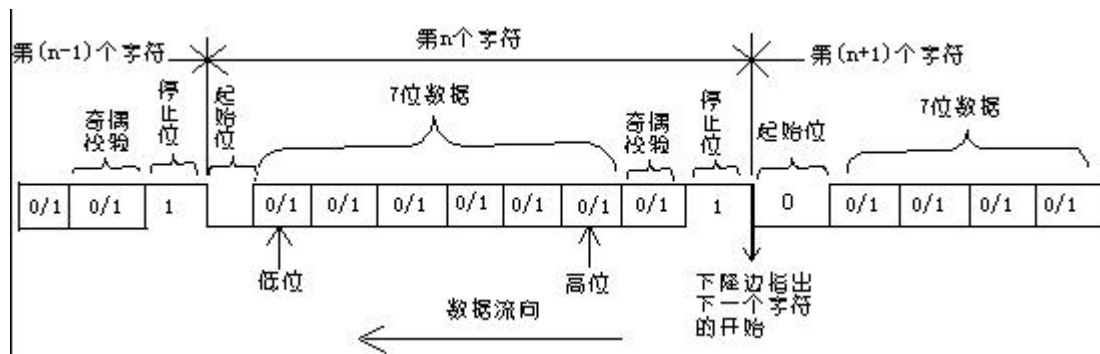 第(n-1)个字符
第n个字符
第(n+1)个字符
奇偶校验
停止位
起始位
7位数据
奇偶校验
停止位
起始位
7位数据
0/1 0/1 1 0/1 0/1 0/1 0/1 0/1 0/1 0/1 1 0 0/1 0/1 0/1 0/1
低位
高位
下降边指出
下一个字符
的开始
数据流向